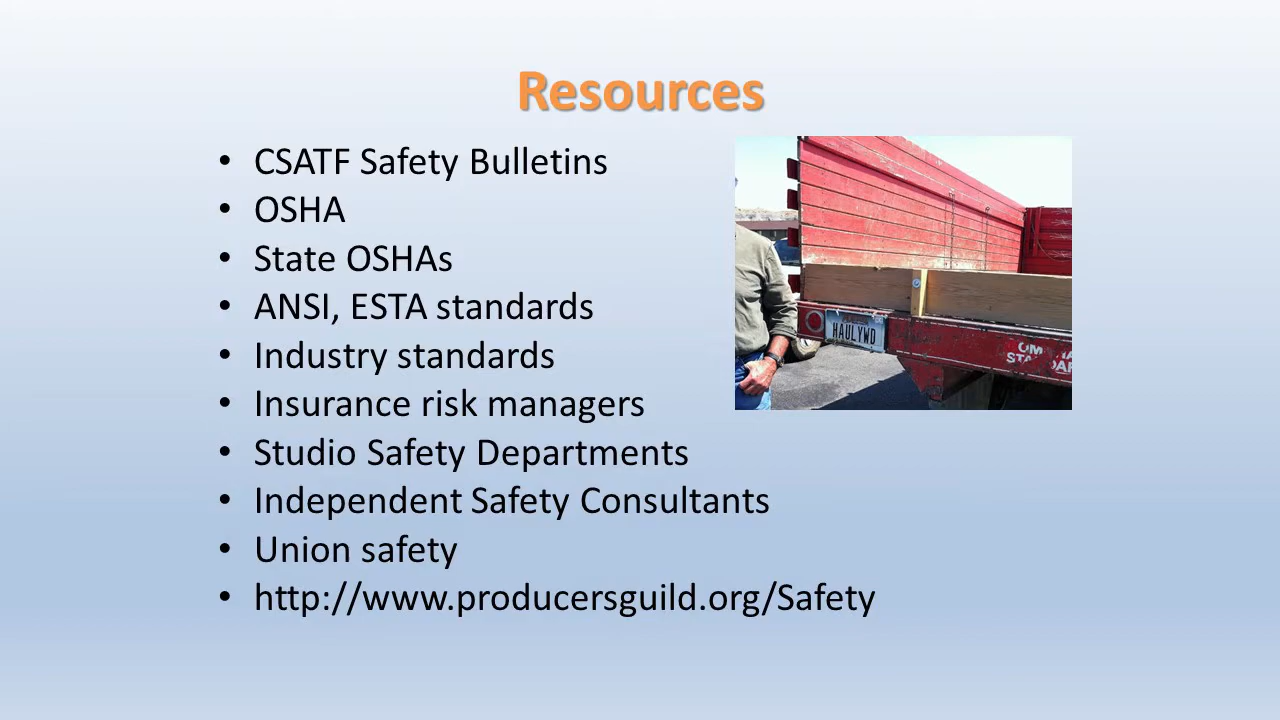 Resources
• CSATF Safety Bulletins
• OSHA
• State OSHAs
• ANSI, ESTA standards
• Industry standards
• Insurance risk managers
• Studio Safety Departments
• Independent Safety Consultants
• Union safety
• http://www.producersguild.org/Safety
HAULYWD